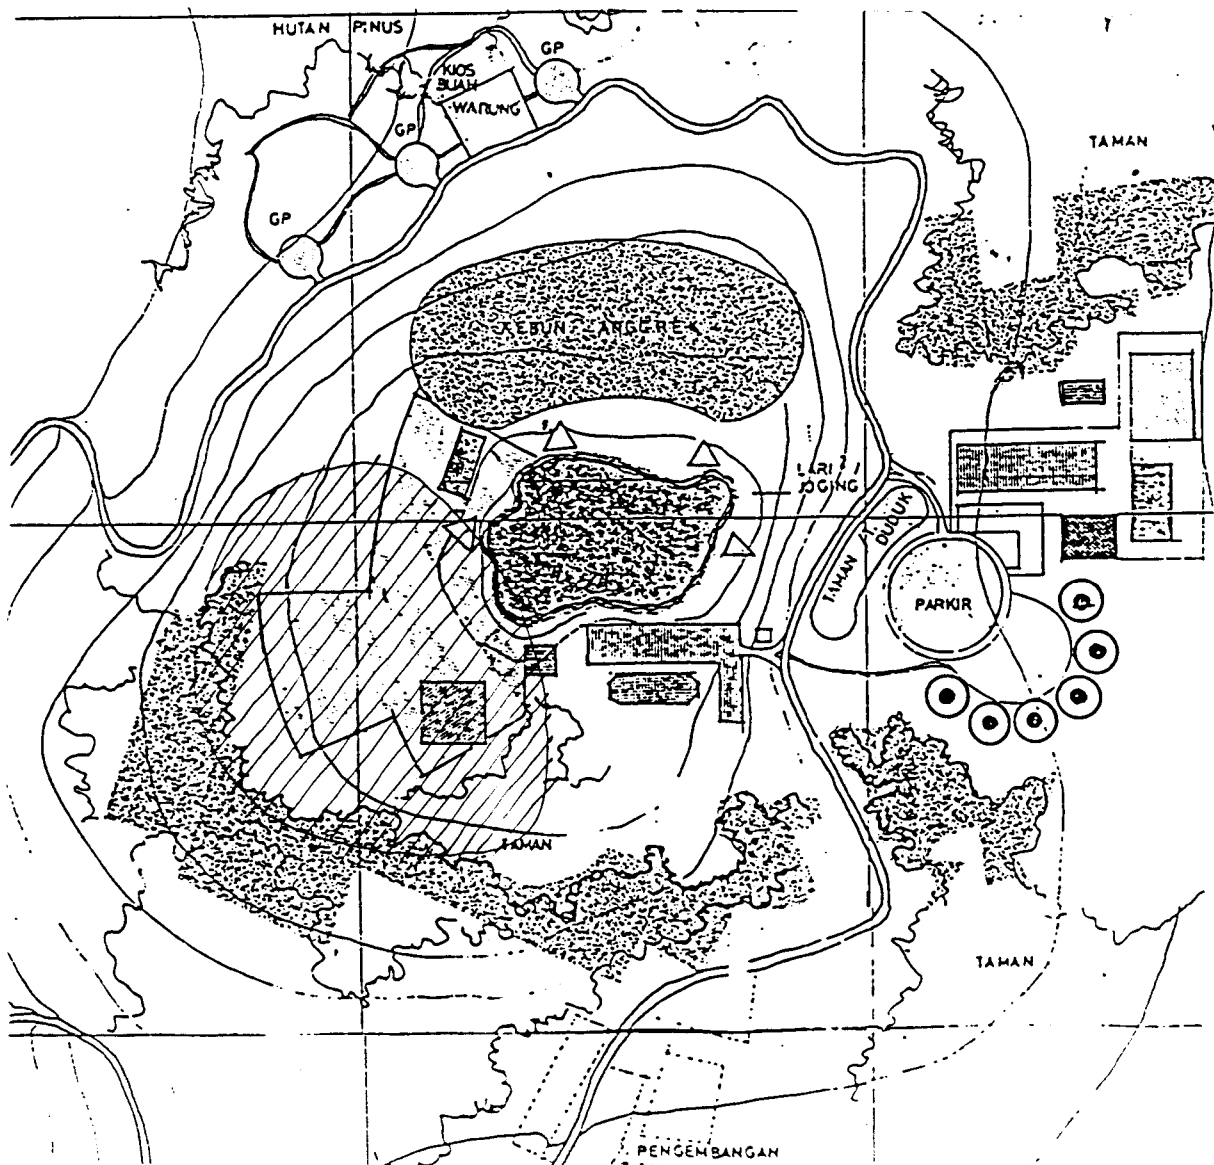 HUTAN PINUS
GP
KIOS
BUAH
WARUNG
GP
TAMAN
GP
KEBUN ANGGREK
LARI /
JOGING
TAMAN DUDUK
PARKIR
TAMAN
TAMAN
PENGEMBANGAN